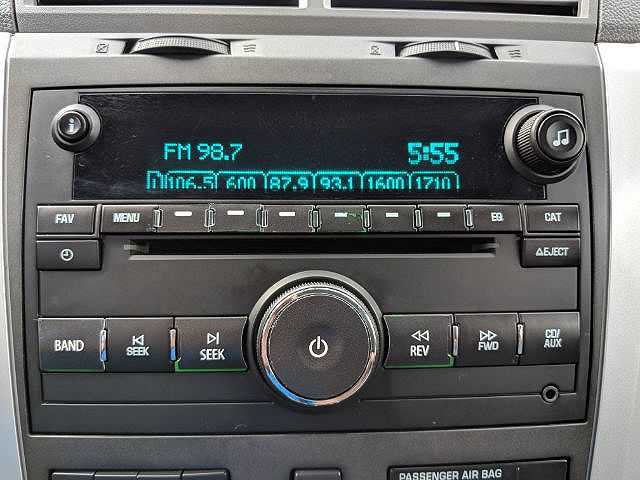 FM 98.7 5:55
1 106.5 600 87.9 93.1 1600 1710
FAV MENU EQ CAT
EJECT
BAND SEEK SEEK REV FWD CD/AUX
PASSENGER AIR BAG